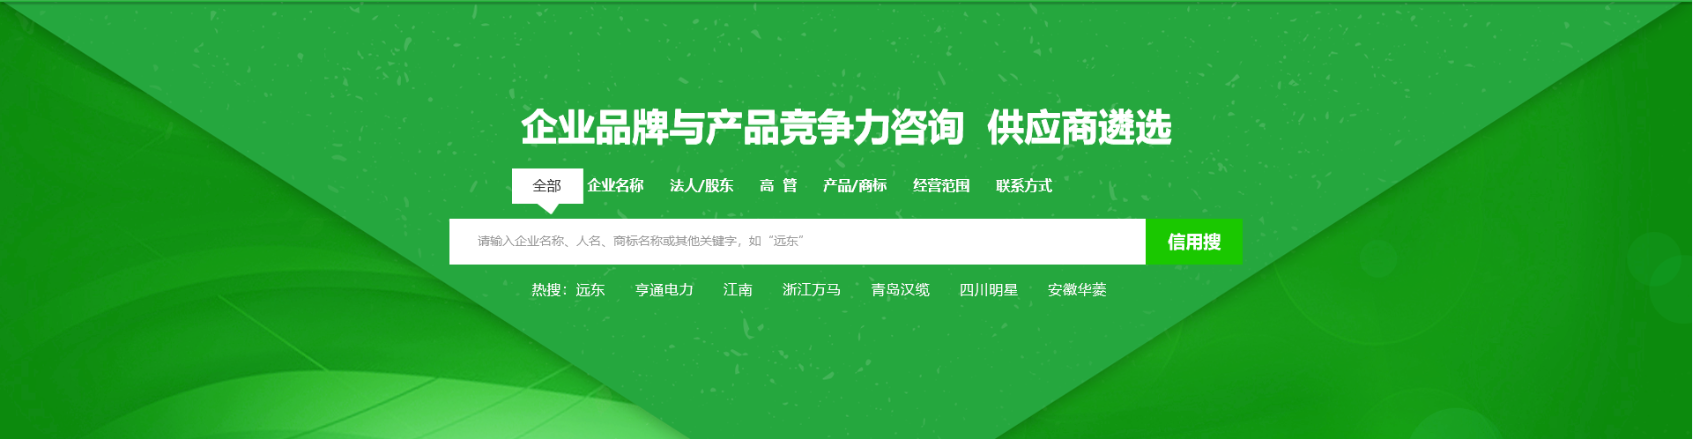 企业品牌与产品竞争力咨询 供应商遴选
全部 企业名称 法人/股东 高 管 产品/商标 经营范围 联系方式
请输入企业名称、人名、商标名称或其他关键字，如“远东” 信用搜
热搜：远东 亨通电力 江南 浙江万马 青岛汉缆 四川明星 安徽华菱